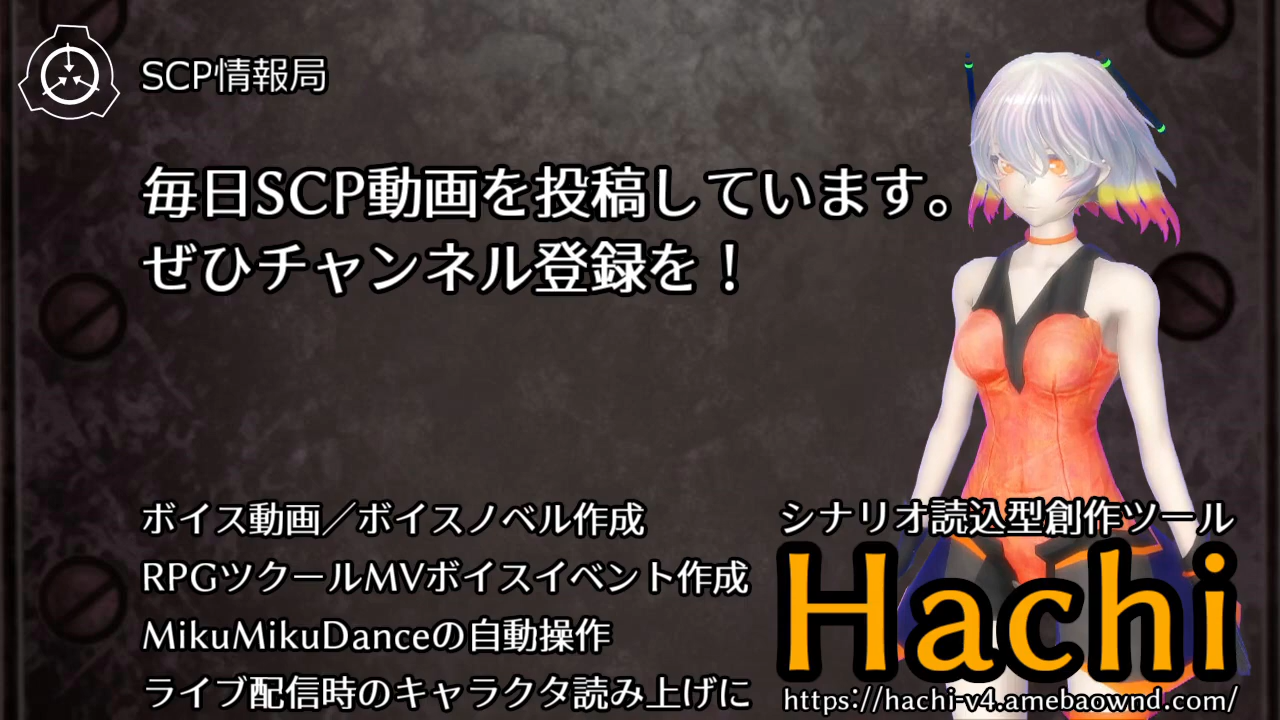 SCP情報局
毎日SCP動画を投稿しています。
ぜひチャンネル登録を！
ボイス動画／ボイスノベル作成
RPGツクールMVボイスイベント作成
MikuMikuDanceの自動操作
ライブ配信時のキャラクタ読み上げに
シナリオ読込型創作ツール
Hachi
https://hachi-v4.amebaownd.com/